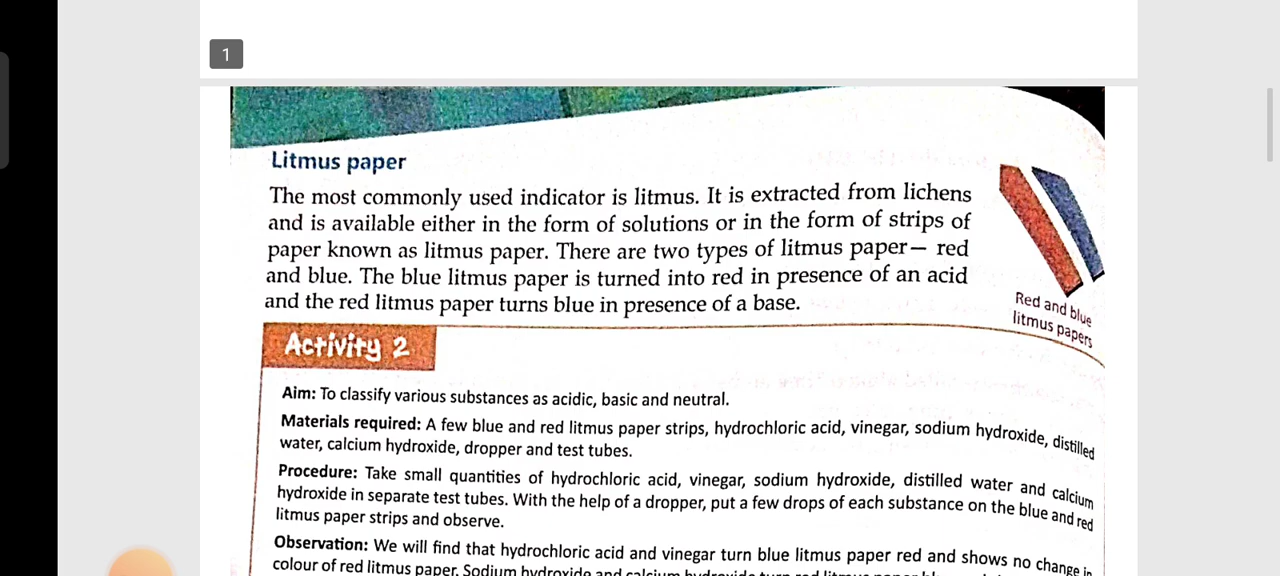 1
Litmus paper
The most commonly used indicator is litmus. It is extracted from lichens
and is available either in the form of solutions or in the form of strips of
paper known as litmus paper. There are two types of litmus paper— red
and blue. The blue litmus paper is turned into red in presence of an acid
and the red litmus paper turns blue in presence of a base.
Red and blue
litmus papers
Activity 2
Aim: To classify various substances as acidic, basic and neutral.
Materials required: A few blue and red litmus paper strips, hydrochloric acid, vinegar, sodium hydroxide, distilled
water, calcium hydroxide, dropper and test tubes.
Procedure: Take small quantities of hydrochloric acid, vinegar, sodium hydroxide, distilled water and calcium
hydroxide in separate test tubes. With the help of a dropper, put a few drops of each substance on the blue and red
litmus paper strips and observe.
Observation: We will find that hydrochloric acid and vinegar turn blue litmus paper red and shows no change in
colour of red litmus paper. Sodium hydroxide and calcium hydroxide turn red litmus paper